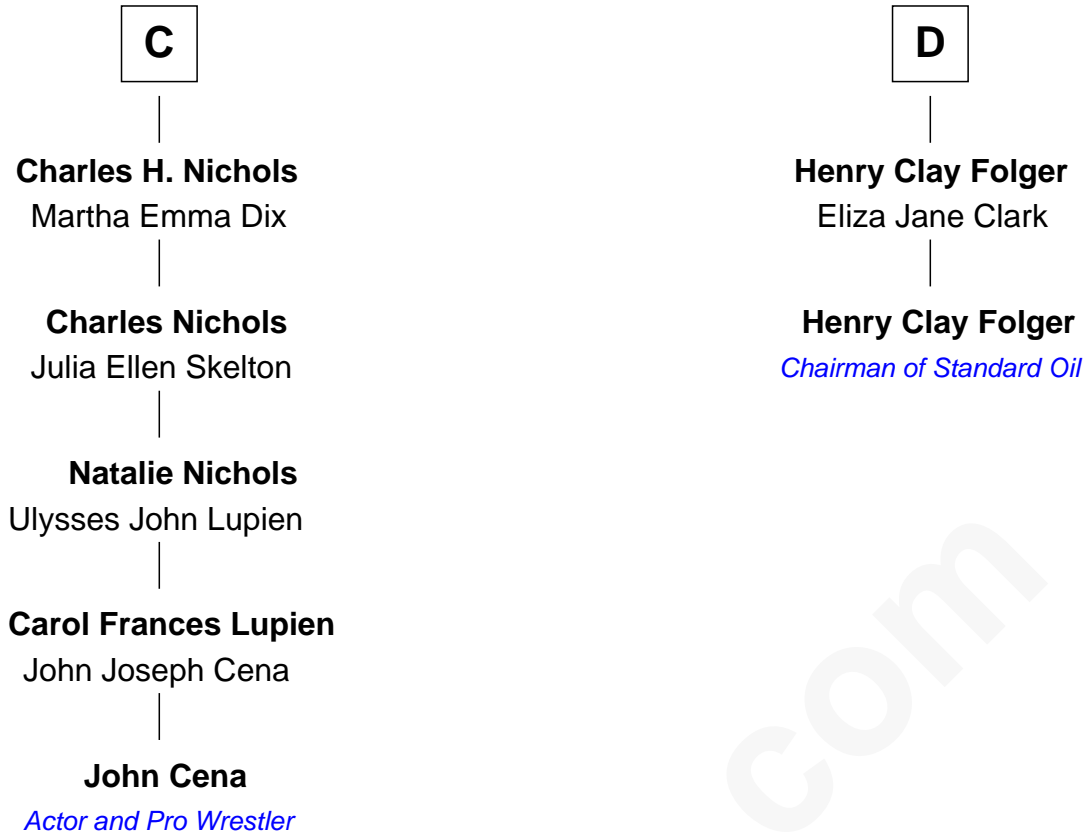 C
Charles H. Nichols
Martha Emma Dix
Charles Nichols
Julia Ellen Skelton
Natalie Nichols
Ulysses John Lupien
Carol Frances Lupien
John Joseph Cena
John Cena
Actor and Pro Wrestler
D
Henry Clay Folger
Eliza Jane Clark
Henry Clay Folger
Chairman of Standard Oil
com